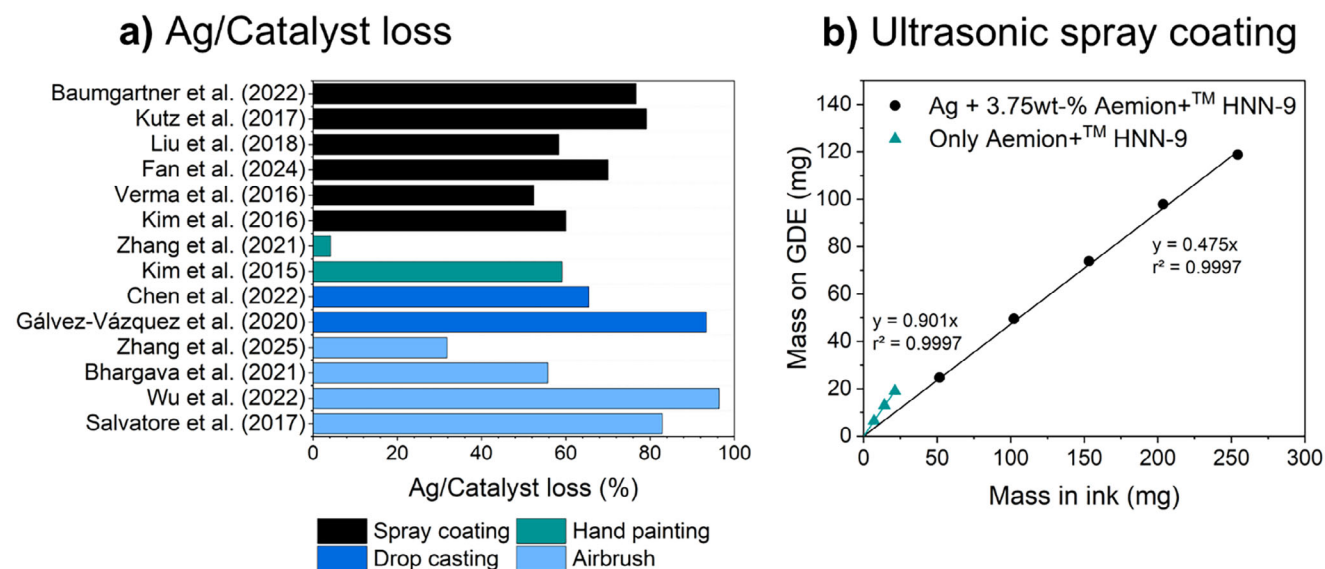 a) Ag/Catalyst loss
Baumgartner et al. (2022)
Kutz et al. (2017)
Liu et al. (2018)
Fan et al. (2024)
Verma et al. (2016)
Kim et al. (2016)
Zhang et al. (2021)
Kim et al. (2015)
Chen et al. (2022)
Gálvez-Vázquez et al. (2020)
Zhang et al. (2025)
Bhargava et al. (2021)
Wu et al. (2022)
Salvatore et al. (2017)
0 20 40 60 80 100
Ag/Catalyst loss (%)
Spray coating Hand painting
Drop casting Airbrush
b) Ultrasonic spray coating
Mass on GDE (mg)
140
120
100
80
60
40
20
0
Ag + 3.75wt-% Aemion+™ HNN-9
Only Aemion+™ HNN-9
y = 0.475x
r² = 0.9997
y = 0.901x
r² = 0.9997
0 50 100 150 200 250 300
Mass in ink (mg)